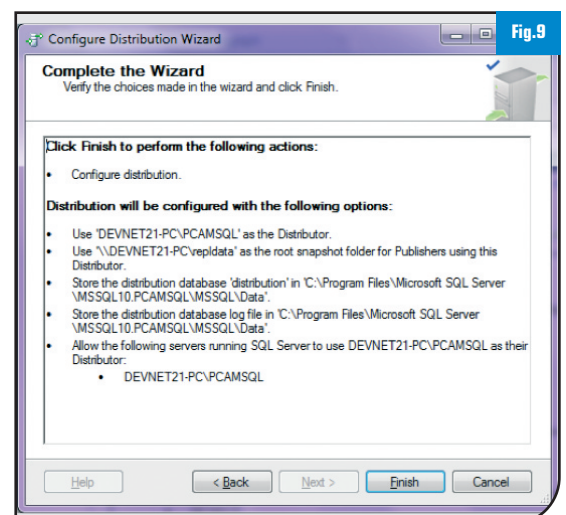 Fig.9
Configure Distribution Wizard
Complete the Wizard
Verify the choices made in the wizard and click Finish.
Click Finish to perform the following actions:
• Configure distribution.
Distribution will be configured with the following options:
• Use 'DEVNET21-PC\PCAMSQL' as the Distributor.
• Use '\\DEVNET21-PC\repldata' as the root snapshot folder for Publishers using this
Distributor.
• Store the distribution database 'distribution' in 'C:\Program Files\Microsoft SQL Server
\MSSQL10.PCAMSQL\MSSQL\Data'.
• Store the distribution database log file in 'C:\Program Files\Microsoft SQL Server
\MSSQL10.PCAMSQL\MSSQL\Data'.
• Allow the following servers running SQL Server to use DEVNET21-PC\PCAMSQL as their
Distributor:
• DEVNET21-PC\PCAMSQL
Help < Back Next > Finish Cancel